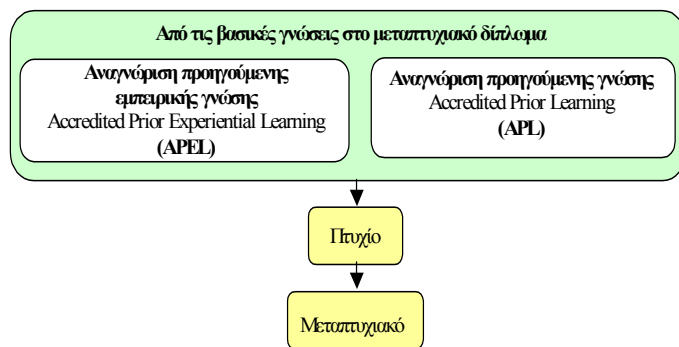 Από τις βασικές γνώσεις στο μεταπτυχιακό δίπλωμα
Αναγνώριση προηγούμενης
εμπειρικής γνώσης
Accredited Prior Experiential Learning
(APEL)
Αναγνώριση προηγούμενης γνώσης
Accredited Prior Learning
(APL)
Πτυχίο
Μεταπτυχιακό